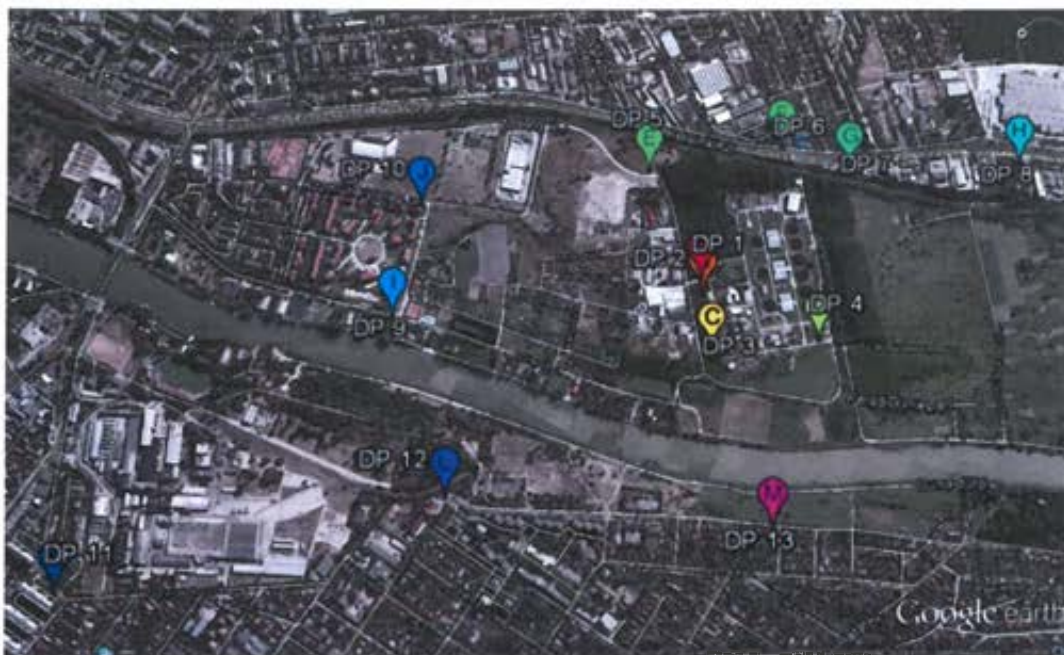 DP 5
E
DP 6
G
DP 7
H
DP 8
DP 10
J
DP 2
DP 1
C
DP 3
DP 4
I
DP 9
DP 12
L
DP 11
M
DP 13
Google earth